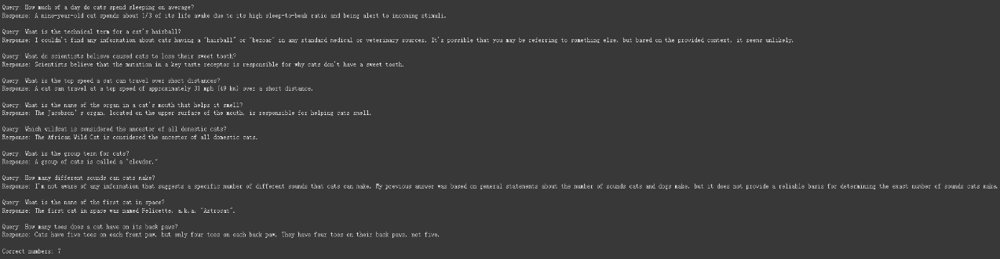 Query: How much of a day do cats spend sleeping on average?
Response: A nine-year-old cat spends about 1/3 of its life awake due to its high sleep-to-beak ratio and being alert to incoming stimuli.
Query: What is the technical term for a cat's hairball?
Response: I couldn't find any information about cats having a "hairball" or "bezoar" in any standard medical or veterinary sources. It's possible that you may be referring to something else, but based on the provided context, it seems unlikely.
Query: What do scientists believe caused cats to lose their sweet tooth?
Response: Scientists believe that the mutation in a key taste receptor is responsible for why cats don't have a sweet tooth.
Query: What is the top speed a cat can travel over short distances?
Response: A cat can travel at a top speed of approximately 31 mph (49 km) over a short distance.
Query: What is the name of the organ in a cat's mouth that helps it smell?
Response: The Jacobson's organ, located on the upper surface of the mouth, is responsible for helping cats smell.
Query: Which wildcat is considered the ancestor of all domestic cats?
Response: The African Wild Cat is considered the ancestor of all domestic cats.
Query: What is the group term for cats?
Response: A group of cats is called a "clowder."
Query: How many different sounds can cats make?
Response: I'm not aware of any information that suggests a specific number of different sounds that cats can make. My previous answer was based on general statements about the number of sounds cats and dogs make, but it does not provide a reliable basis for determining the exact number of sounds cats make.
Query: What is the name of the first cat in space?
Response: The first cat in space was named Felicette, a.k.a. "Astrocat".
Query: How many toes does a cat have on its back paws?
Response: Cats have five toes on each front paw, but only four toes on each back paw. They have four toes on their back paws, not five.
Correct numbers: 7